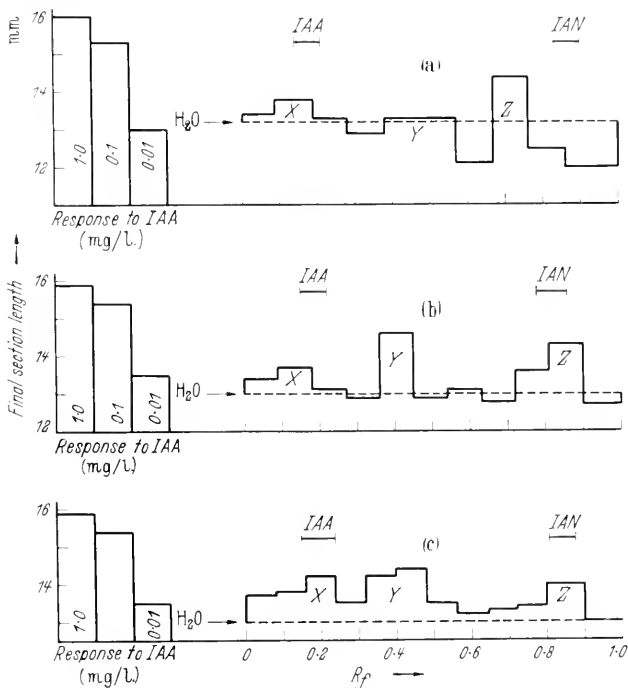 mm
16
14
12
1·0
0·1
0·01
H₂O
IAA
IAN
(a)
X
Y
Z
Response to IAA
(mg/l.)
Final section length
16
14
12
1·0
0·1
0·01
H₂O
IAA
IAN
(b)
X
Y
Z
Response to IAA
(mg/l)
16
14
1·0
0·01
H₂O
IAA
IAN
(c)
X
Y
Z
0 0·2 0·4 0·6 0·8 1·0
Response to IAA
(mg/l.)
Rf